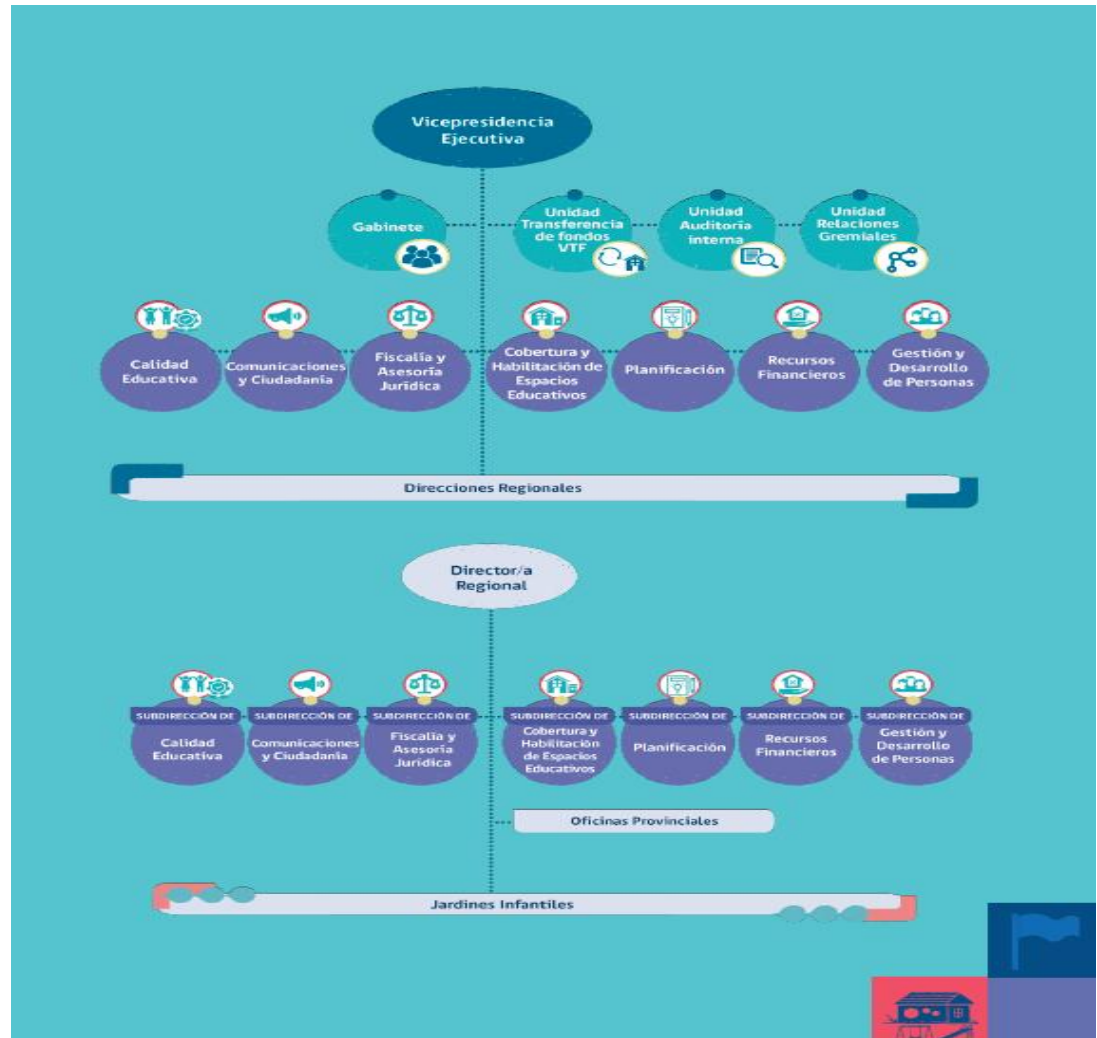 Vicepresidencia
Ejecutiva
Gabinete
Unidad
Transferencia
de fondos
VTF
Unidad
Auditoría
interna
Unidad
Relaciones
Gremiales
Calidad
Educativa
Comunicaciones
y Ciudadanía
Fiscalía y
Asesoría
Jurídica
Cobertura y
Habilitación de
Espacios
Educativos
Planificación
Recursos
Financieros
Gestión y
Desarrollo
de Personas
Direcciones Regionales
Director/a
Regional
SUBDIRECCIÓN DE
Calidad
Educativa
SUBDIRECCIÓN DE
Comunicaciones
y Ciudadanía
SUBDIRECCIÓN DE
Fiscalía y
Asesoría
Jurídica
SUBDIRECCIÓN DE
Cobertura y
Habilitación
de Espacios
Educativos
SUBDIRECCIÓN DE
Planificación
SUBDIRECCIÓN DE
Recursos
Financieros
SUBDIRECCIÓN DE
Gestión y
Desarrollo
de Personas
Oficinas Provinciales
Jardines Infantiles